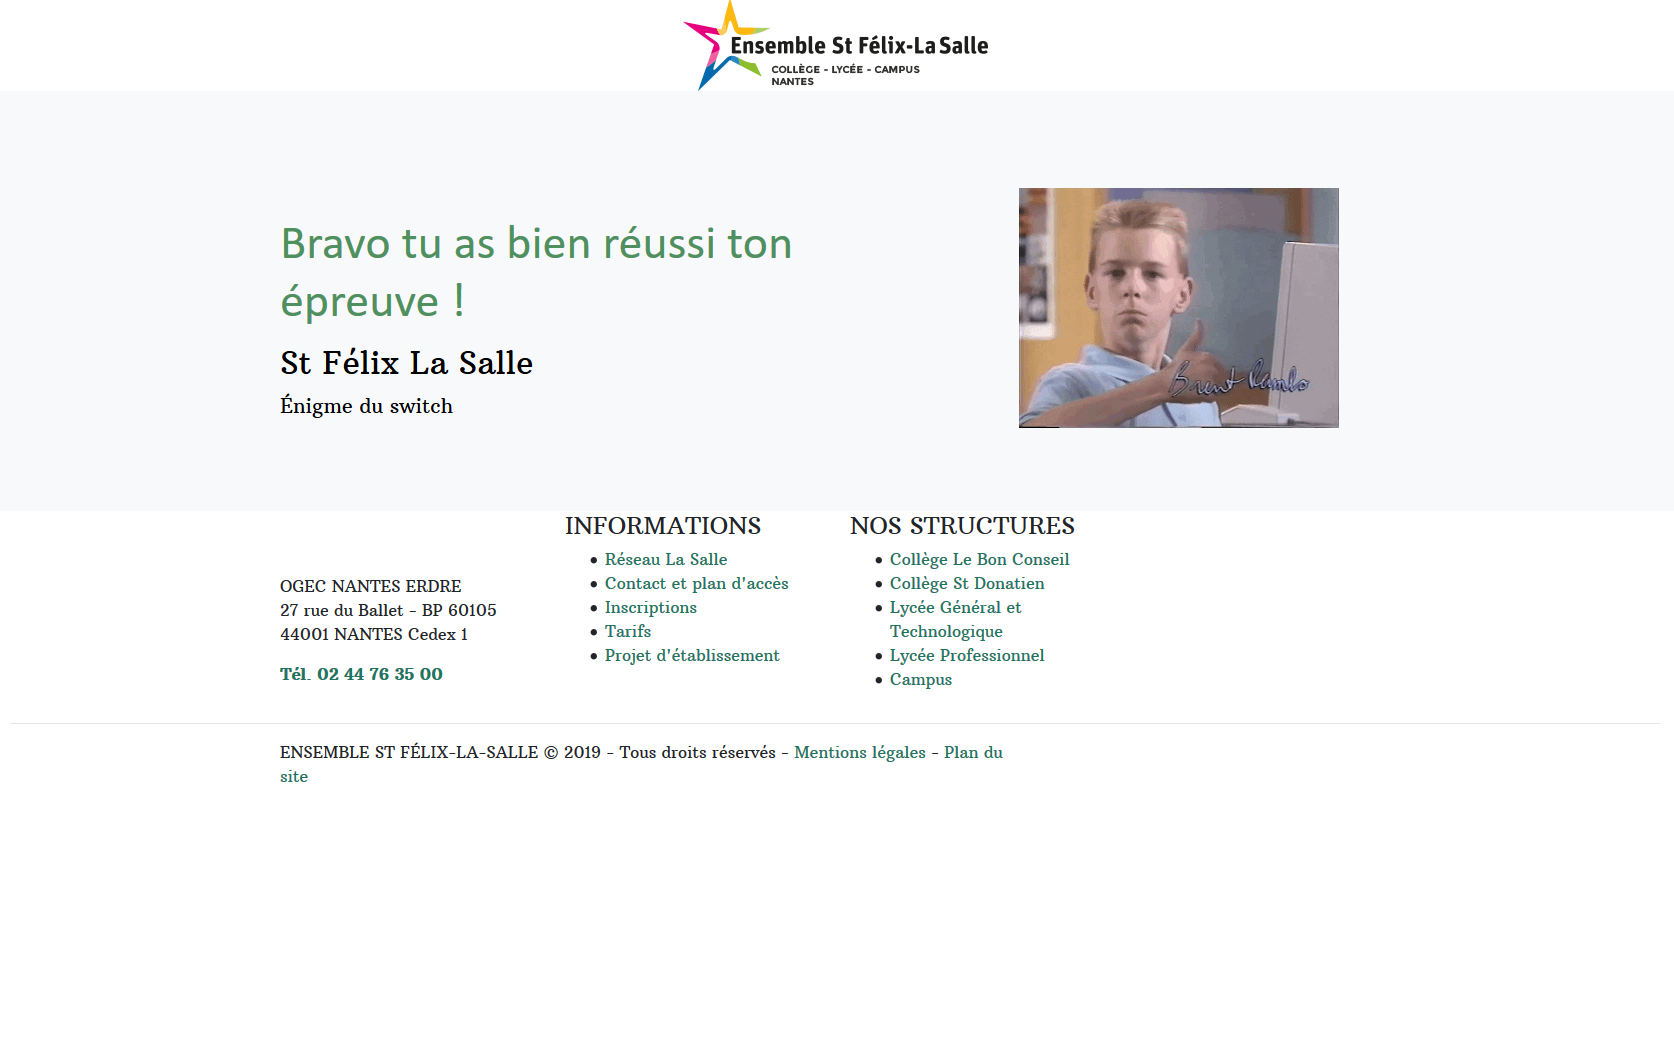 Ensemble St Félix-La Salle
COLLÈGE - LYCÉE - CAMPUS
NANTES
Bravo tu as bien réussi ton
épreuve !
St Félix La Salle
Énigme du switch
Brent Rambo
OGEC NANTES ERDRE
27 rue du Ballet - BP 60105
44001 NANTES Cedex 1
Tél. 02 44 76 35 00
INFORMATIONS
Réseau La Salle
Contact et plan d'accès
Inscriptions
Tarifs
Projet d'établissement
NOS STRUCTURES
Collège Le Bon Conseil
Collège St Donatien
Lycée Général et
Technologique
Lycée Professionnel
Campus
ENSEMBLE ST FÉLIX-LA-SALLE © 2019 - Tous droits réservés - Mentions légales - Plan du
site